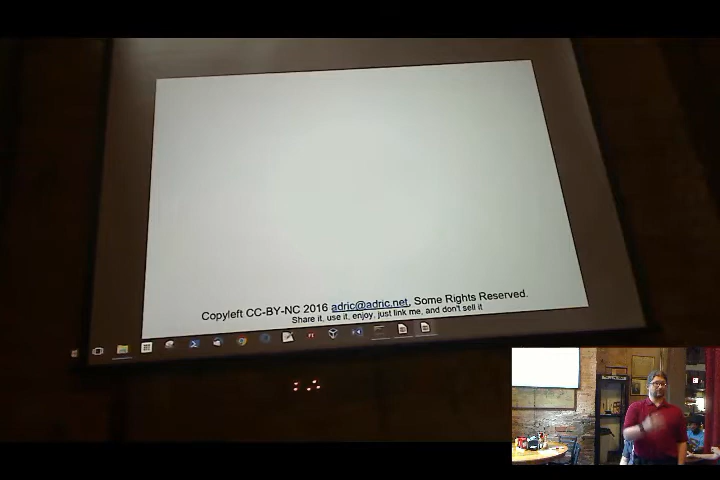 Copyleft CC-BY-NC 2016 adric@adric.net, Some Rights Reserved.
Share it, use it, enjoy, just link me, and don't sell it